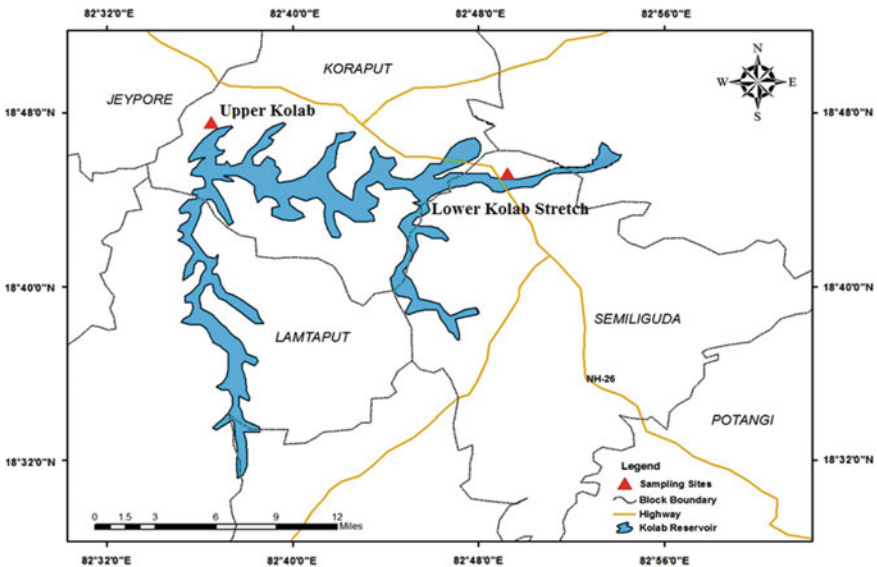 82°32'0"E 82°40'0"E 82°48'0"E 82°56'0"E
N
W E
S
KORAPUT
JEYPORE
18°48'0"N 18°48'0"N
Upper Kolab
Lower Kolab Stretch
18°40'0"N 18°40'0"N
SEMILIGUDA
LAMTAPUT
NH-26
POTANGI
18°32'0"N 18°32'0"N
Legend
Sampling Sites
Block Boundary
Highway
Kolab Reservoir
0 1.5 3 6 9 12
Miles
82°32'0"E 82°40'0"E 82°48'0"E 82°56'0"E